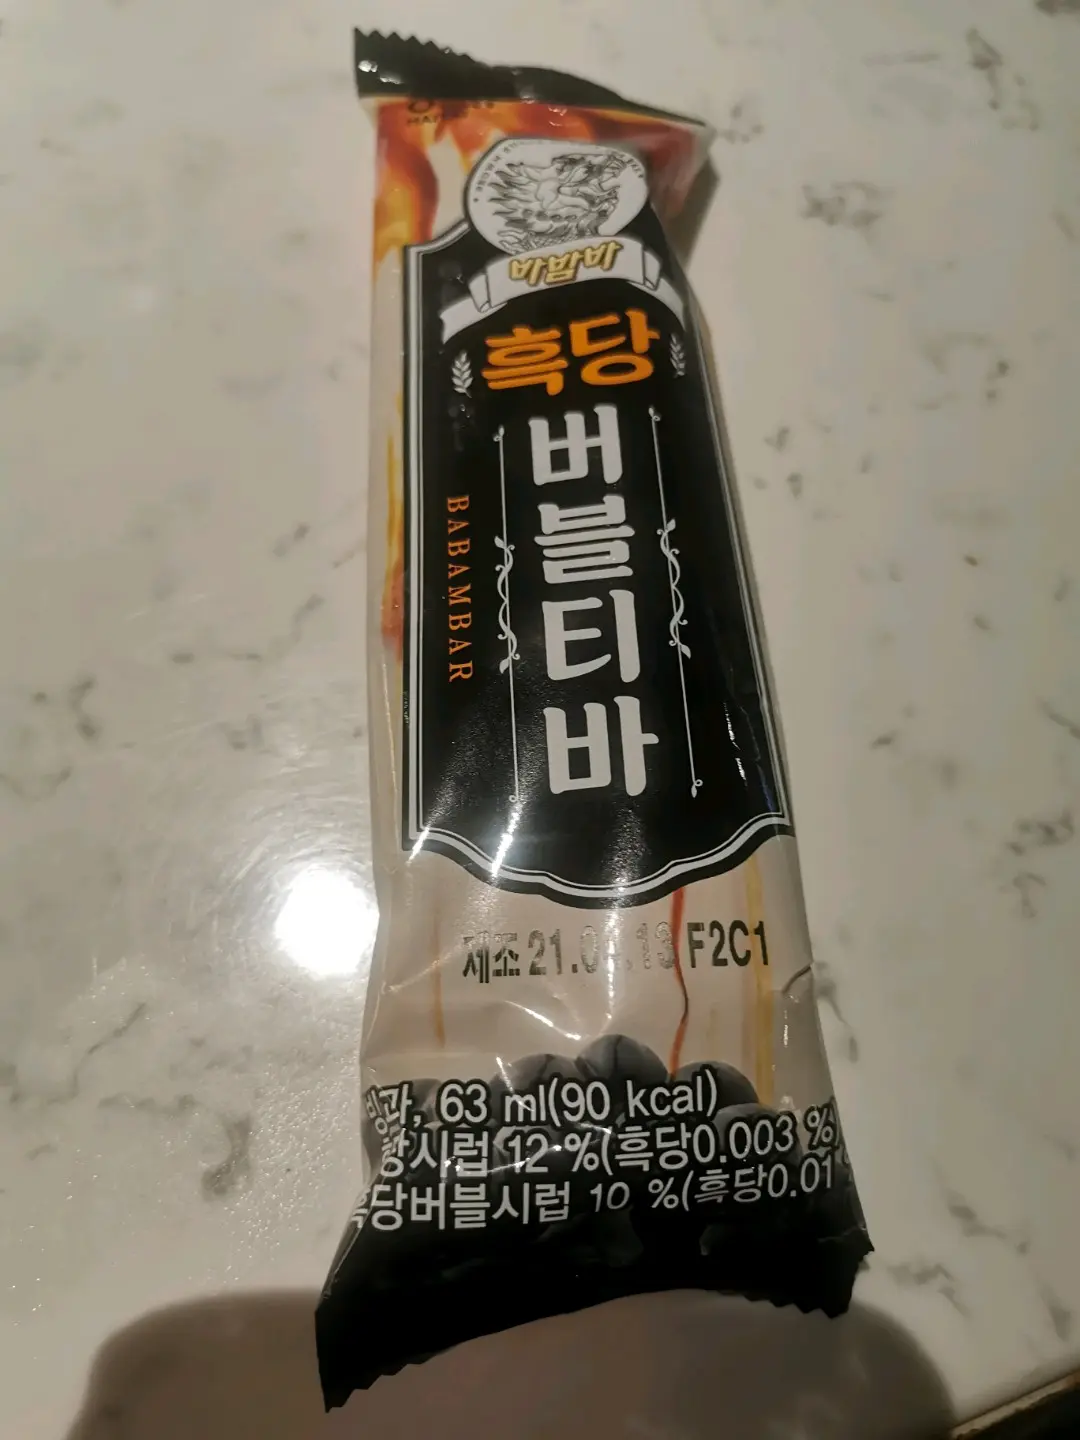 바밤바
흑당
버블티바
BABAMBAR
제조 21.04.13 F2C1
빙과, 63 ml(90 kcal)
당시럽 12 %(흑당0.003 %)
흑당버블시럽 10 %(흑당0.01